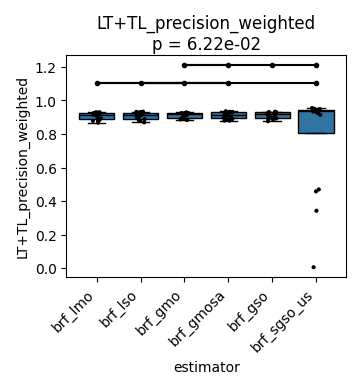 LT+TL_precision_weighted
p = 6.22e-02
LT+TL_precision_weighted
1.2
1.0
0.8
0.6
0.4
0.2
0.0
brf_lmo
brf_lso
brf_gmo
brf_gmosa
brf_gso
brf_sgso_us
estimator